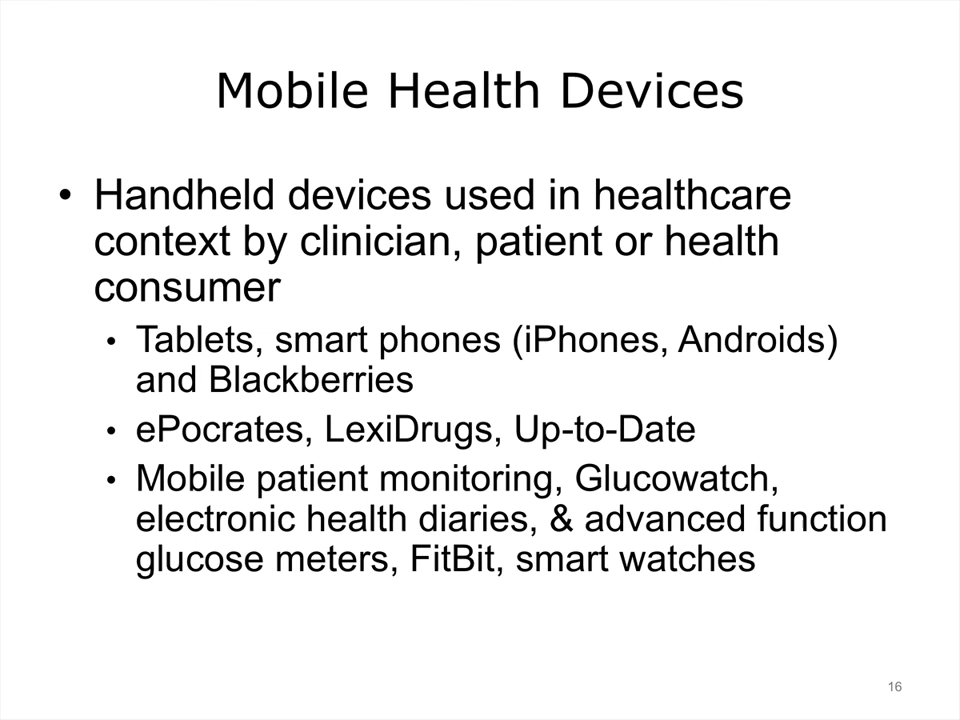 Mobile Health Devices
• Handheld devices used in healthcare
context by clinician, patient or health
consumer
• Tablets, smart phones (iPhones, Androids)
and Blackberries
• ePocrates, LexiDrugs, Up-to-Date
• Mobile patient monitoring, Glucowatch,
electronic health diaries, & advanced function
glucose meters, FitBit, smart watches
16